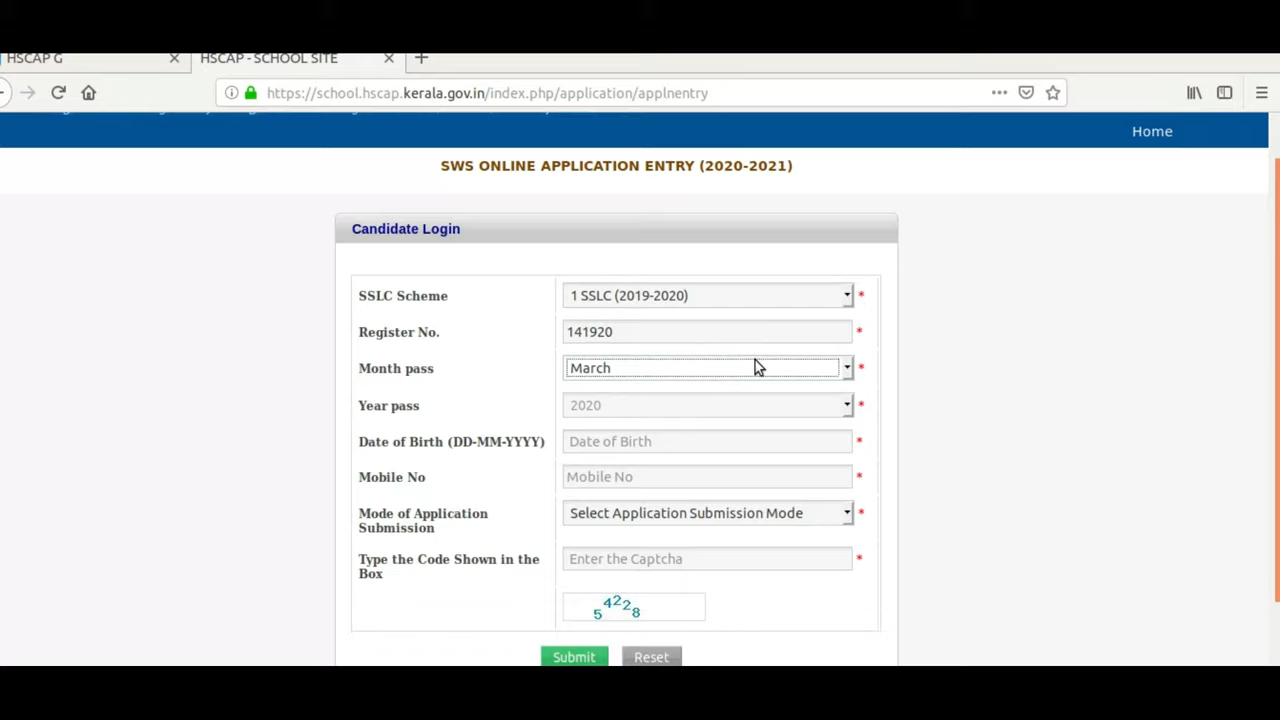 HSCAP G
HSCAP - SCHOOL SITE
https://school.hscap.kerala.gov.in/index.php/application/applnentry
Home
SWS ONLINE APPLICATION ENTRY (2020-2021)
Candidate Login
SSLC Scheme 1 SSLC (2019-2020) *
Register No. 141920 *
Month pass March *
Year pass 2020 *
Date of Birth (DD-MM-YYYY) Date of Birth *
Mobile No Mobile No *
Mode of Application Submission Select Application Submission Mode *
Type the Code Shown in the Box Enter the Captcha *
54228
Submit Reset